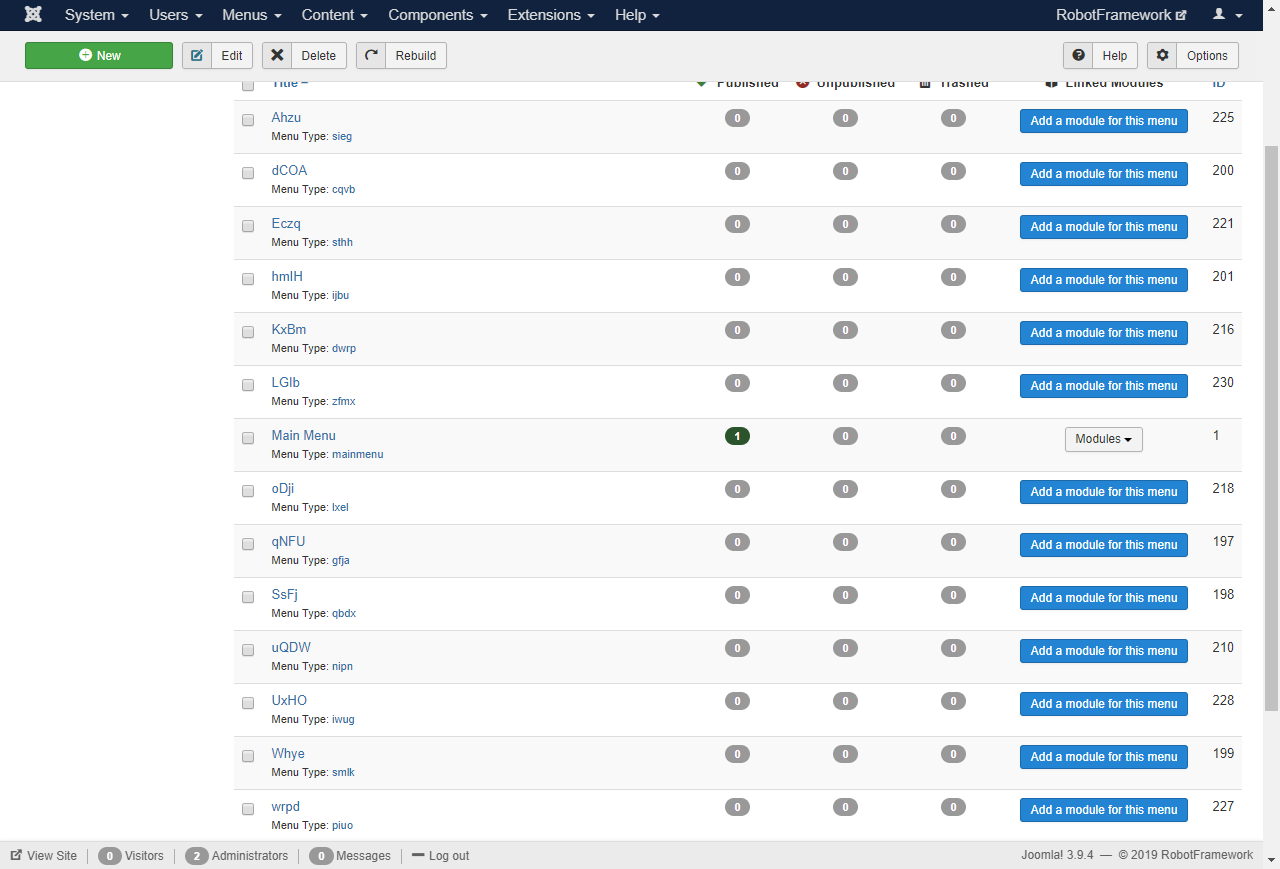 System Users Menus Content Components Extensions Help RobotFramework
New Edit Delete Rebuild Help Options
Title Published Unpublished Trashed Linked Modules ID
Ahzu 0 0 0 Add a module for this menu 225
Menu Type: sieg
dCOA 0 0 0 Add a module for this menu 200
Menu Type: cqvb
Eczq 0 0 0 Add a module for this menu 221
Menu Type: sthh
hmIH 0 0 0 Add a module for this menu 201
Menu Type: ijbu
KxBm 0 0 0 Add a module for this menu 216
Menu Type: dwrp
LGlb 0 0 0 Add a module for this menu 230
Menu Type: zfmx
Main Menu 1 0 0 Modules 1
Menu Type: mainmenu
oDji 0 0 0 Add a module for this menu 218
Menu Type: lxel
qNFU 0 0 0 Add a module for this menu 197
Menu Type: gfja
SsFj 0 0 0 Add a module for this menu 198
Menu Type: qbdx
uQDW 0 0 0 Add a module for this menu 210
Menu Type: nipn
UxHO 0 0 0 Add a module for this menu 228
Menu Type: iwug
Whye 0 0 0 Add a module for this menu 199
Menu Type: smlk
wrpd 0 0 0 Add a module for this menu 227
Menu Type: piuo
View Site 0 Visitors 2 Administrators 0 Messages Log out Joomla! 3.9.4 — © 2019 RobotFramework